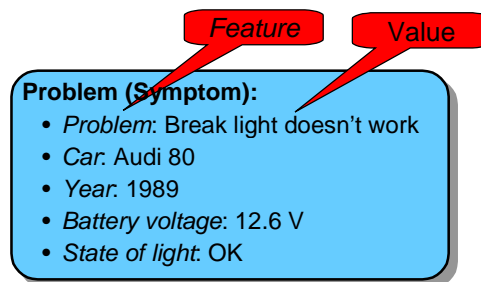 Feature
Value
Problem (Symptom):
• Problem: Break light doesn't work
• Car: Audi 80
• Year: 1989
• Battery voltage: 12.6 V
• State of light: OK